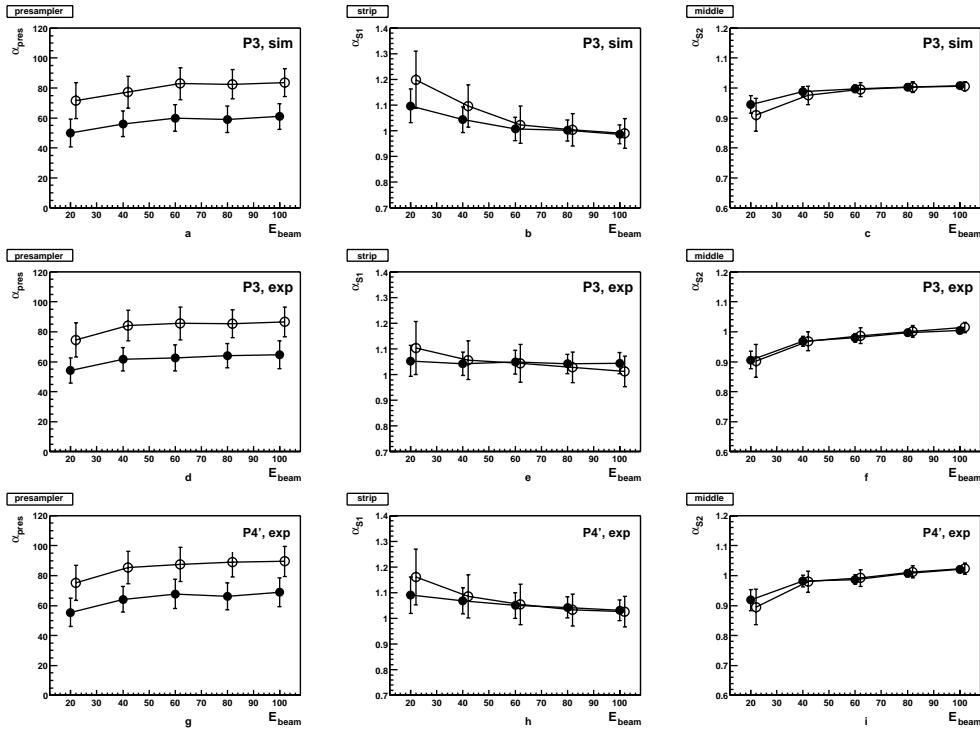 presampler
α_pres
P3, sim
120
100
80
60
40
20
0
20 30 40 50 60 70 80 90 100
a
E_beam
strip
α_S1
P3, sim
1.4
1.3
1.2
1.1
1
0.9
0.8
0.7
20 30 40 50 60 70 80 90 100
b
E_beam
middle
α_S2
P3, sim
1.2
1.1
1
0.9
0.8
0.7
0.6
20 30 40 50 60 70 80 90 100
c
E_beam
presampler
α_pres
P3, exp
120
100
80
60
40
20
0
20 30 40 50 60 70 80 90 100
d
E_beam
strip
α_S1
P3, exp
1.4
1.3
1.2
1.1
1
0.9
0.8
0.7
20 30 40 50 60 70 80 90 100
e
E_beam
middle
α_S2
P3, exp
1.2
1.1
1
0.9
0.8
0.7
0.6
20 30 40 50 60 70 80 90 100
f
E_beam
presampler
α_pres
P4', exp
120
100
80
60
40
20
0
20 30 40 50 60 70 80 90 100
g
E_beam
strip
α_S1
P4', exp
1.4
1.3
1.2
1.1
1
0.9
0.8
0.7
20 30 40 50 60 70 80 90 100
h
E_beam
middle
α_S2
P4', exp
1.2
1.1
1
0.9
0.8
0.7
0.6
20 30 40 50 60 70 80 90 100
i
E_beam